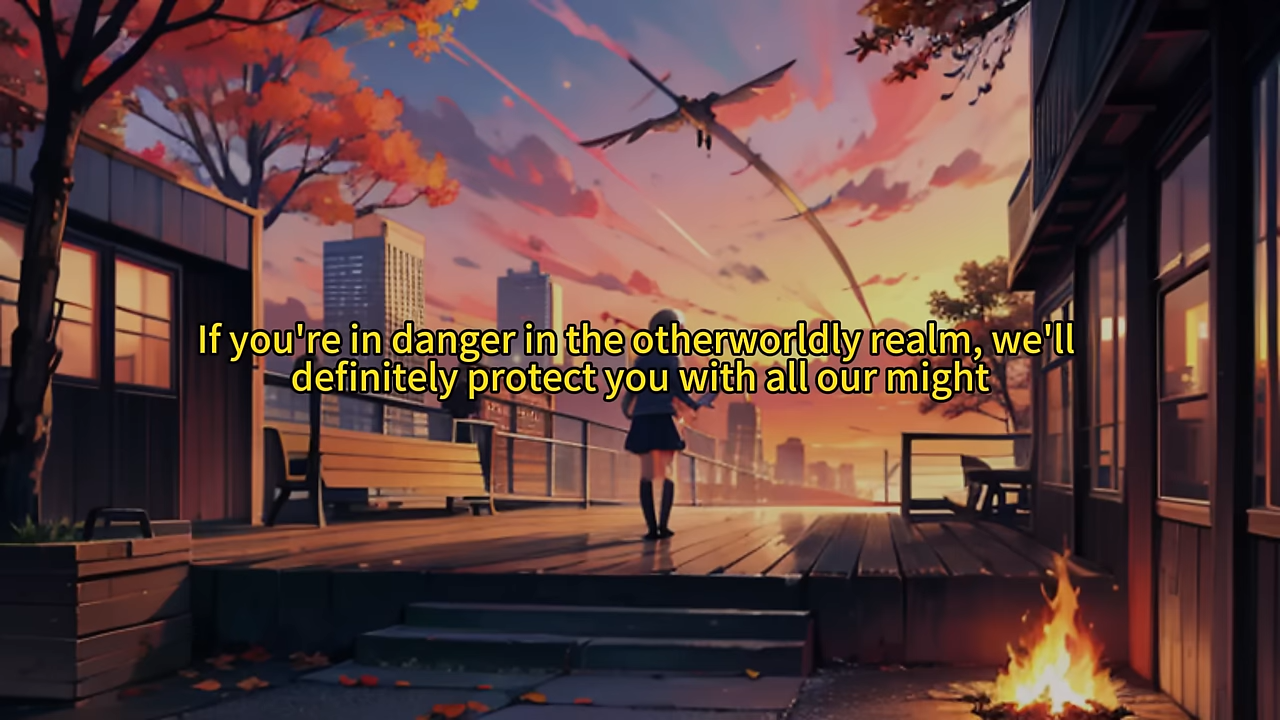 If you're in danger in the otherworldly realm, we'll
definitely protect you with all our might